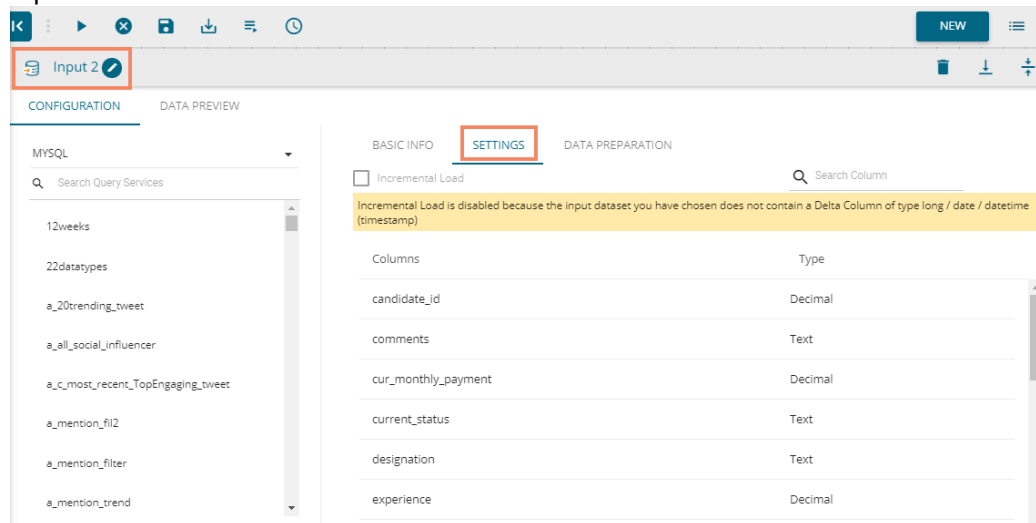 NEW
Input 2
CONFIGURATION DATA PREVIEW
MYSQL
Search Query Services
12weeks
22datatypes
a_20trending_tweet
a_all_social_influencer
a_c_most_recent_TopEngaging_tweet
a_mention_fil2
a_mention_filter
a_mention_trend
BASIC INFO SETTINGS DATA PREPARATION
Incremental Load Search Column
Incremental Load is disabled because the input dataset you have chosen does not contain a Delta Column of type long / date / datetime
(timestamp)
Columns Type
candidate_id Decimal
comments Text
cur_monthly_payment Decimal
current_status Text
designation Text
experience Decimal